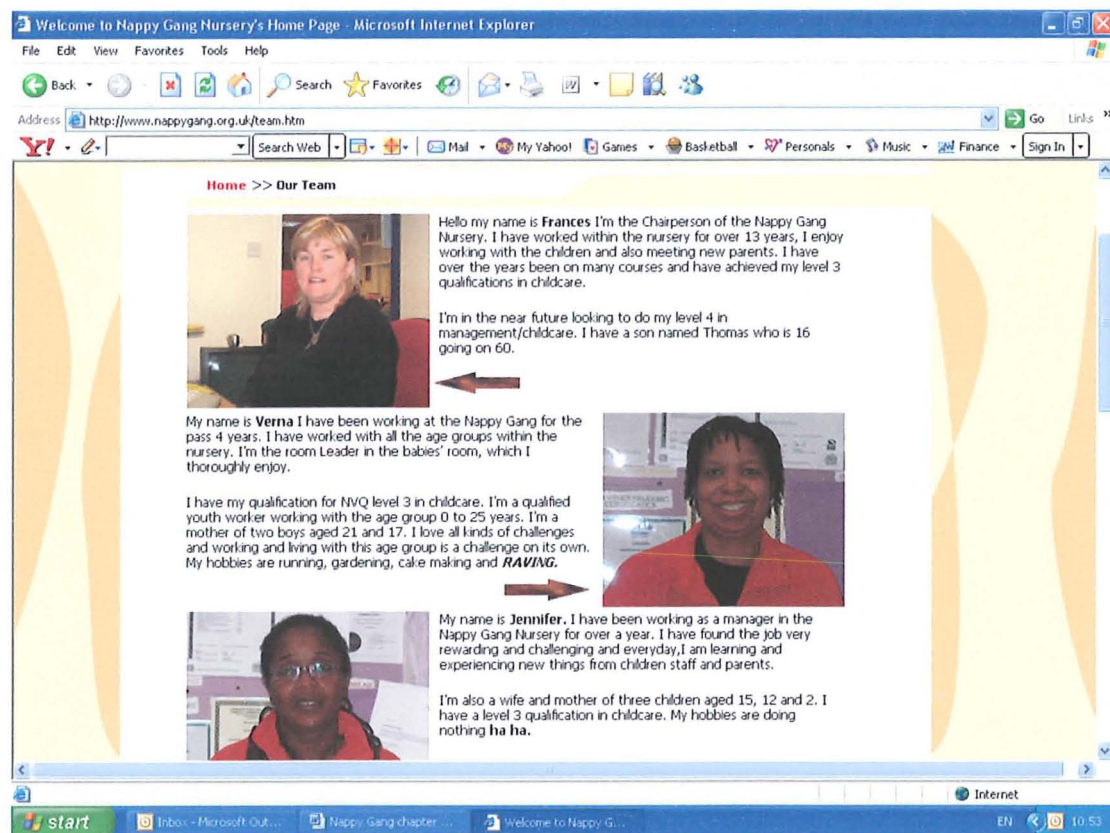 Welcome to Nappy Gang Nursery's Home Page - Microsoft Internet Explorer
File Edit View Favorites Tools Help
Back Search Favorites
Address http://www.nappygang.org.uk/team.htm Go Links »
Y! Search Web Mail My Yahoo! Games Basketball Personals Music Finance Sign In
Home >> Our Team
Hello my name is Frances I'm the Chairperson of the Nappy Gang
Nursery. I have worked within the nursery for over 13 years, I enjoy
working with the children and also meeting new parents. I have
over the years been on many courses and have achieved my level 3
qualifications in childcare.
I'm in the near future looking to do my level 4 in
management/childcare. I have a son named Thomas who is 16
going on 60.
My name is Verna I have been working at the Nappy Gang for the
pass 4 years. I have worked with all the age groups within the
nursery. I'm the room Leader in the babies' room, which I
thoroughly enjoy.
I have my qualification for NVQ level 3 in childcare. I'm a qualified
youth worker working with the age group 0 to 25 years. I'm a
mother of two boys aged 21 and 17. I love all kinds of challenges
and working and living with this age group is a challenge on its own.
My hobbies are running, gardening, cake making and RAVING.
My name is Jennifer. I have been working as a manager in the
Nappy Gang Nursery for over a year. I have found the job very
rewarding and challenging and everyday,I am learning and
experiencing new things from children staff and parents.
I'm also a wife and mother of three children aged 15, 12 and 2. I
have a level 3 qualification in childcare. My hobbies are doing
nothing ha ha.
Internet
start Inbox - Microsoft Out... Nappy Gang chapter ... Welcome to Nappy G... EN 10:53